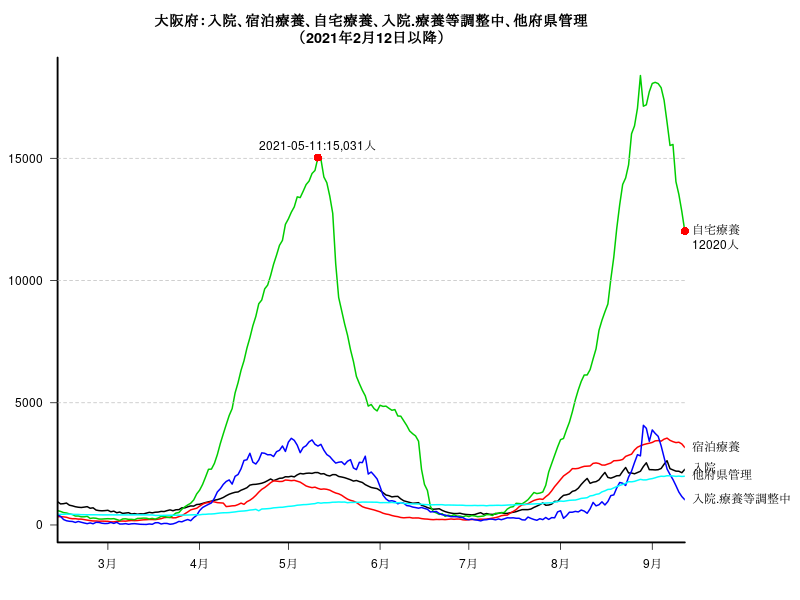 大阪府：入院、宿泊療養、自宅療養、入院.療養等調整中、他府県管理
（2021年2月12日以降）
15000
10000
5000
0
2021-05-11:15,031人
自宅療養
12020人
宿泊療養
入院
他府県管理
入院.療養等調整中
3月
4月
5月
6月
7月
8月
9月